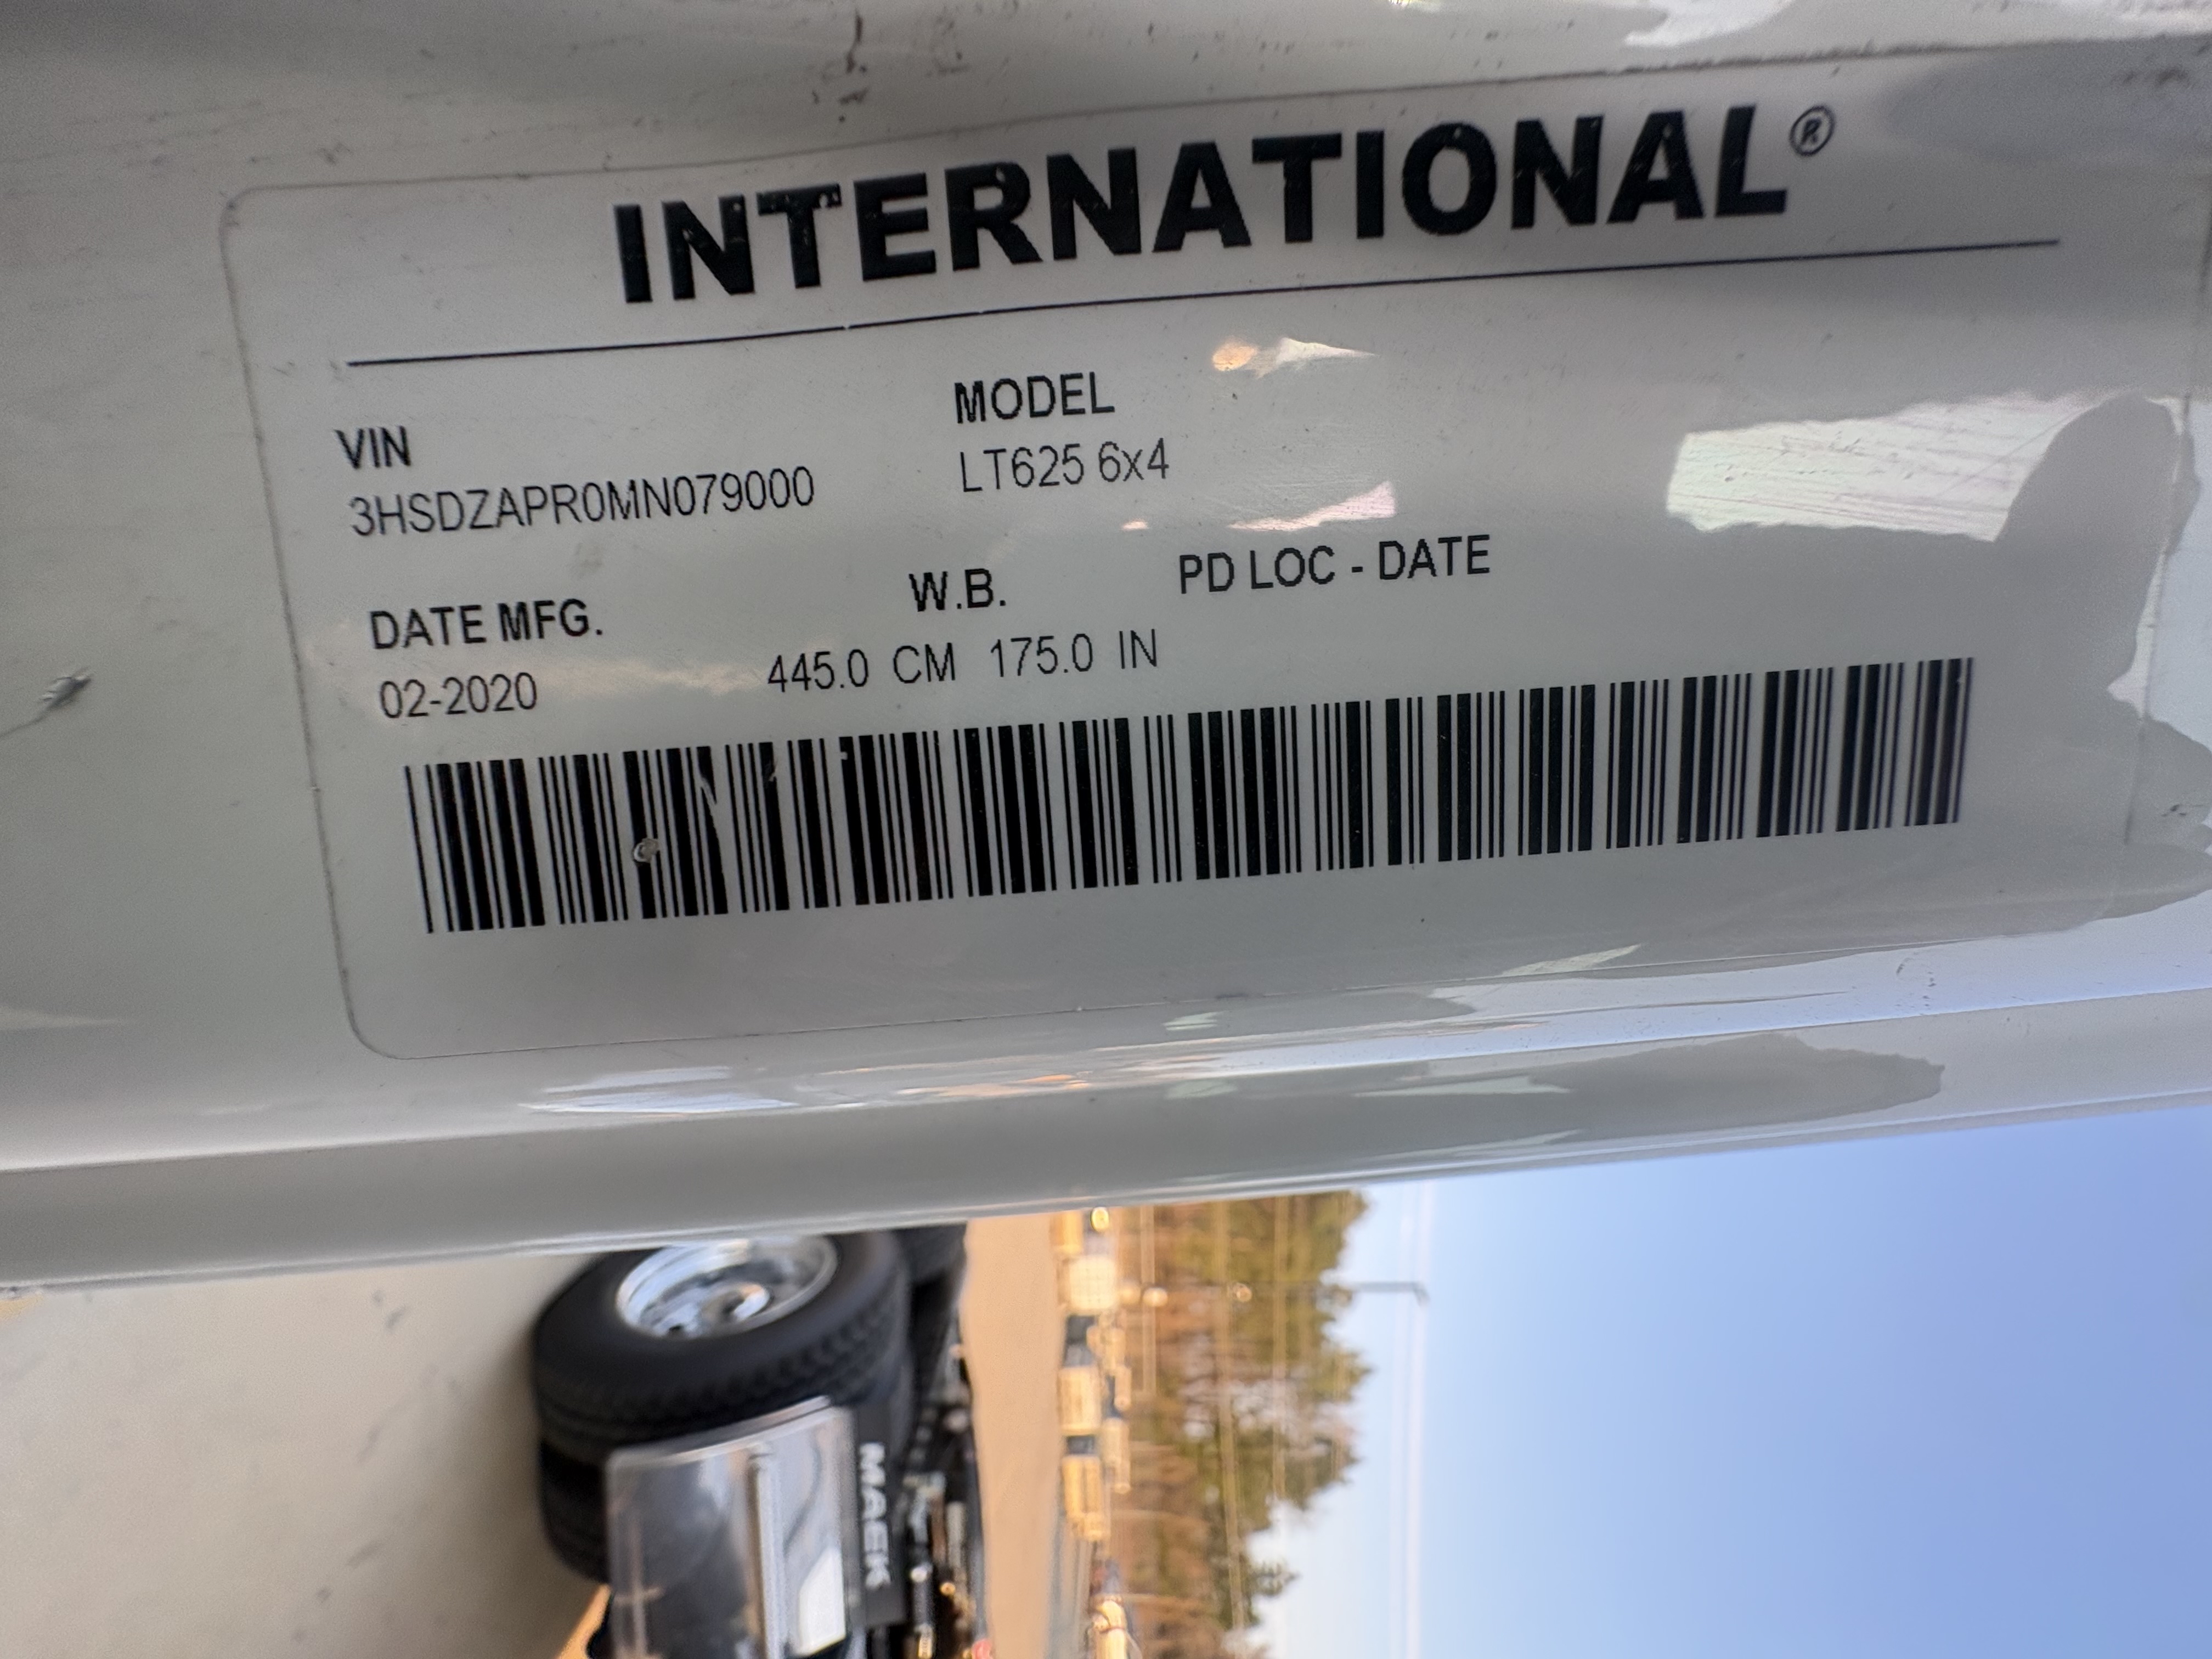 INTERNATIONAL®
VIN MODEL
3HSDZAPR0MN079000 LT625 6x4
DATE MFG. W.B. PD LOC - DATE
02-2020 445.0 CM 175.0 IN
MACK